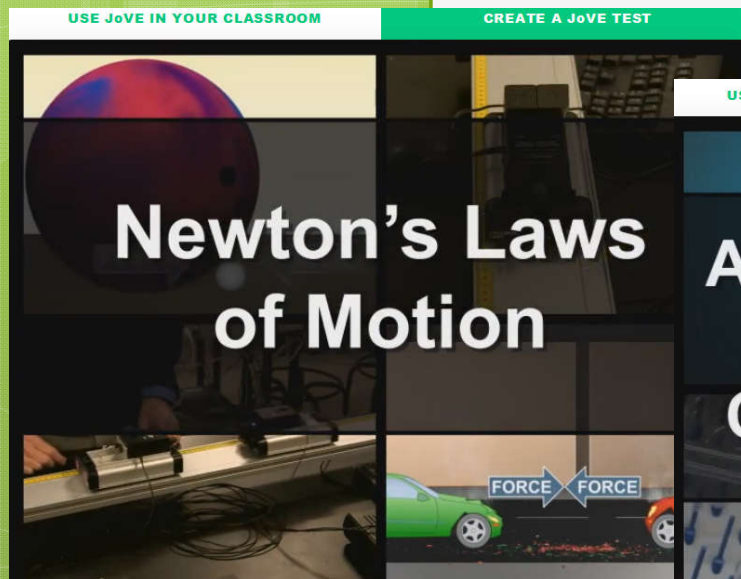 USE JoVE IN YOUR CLASSROOM
CREATE A JoVE TEST
Newton's Laws
of Motion
FORCE FORCE